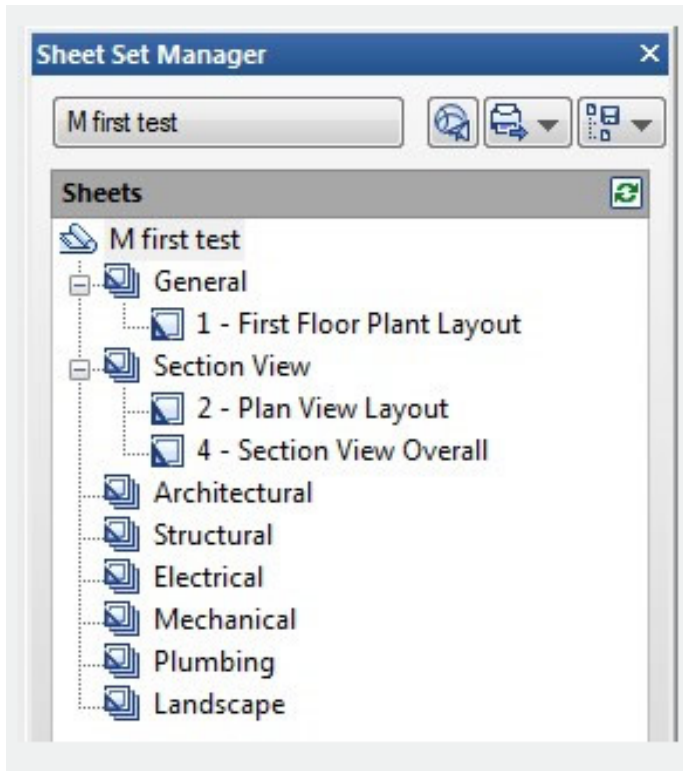 Sheet Set Manager
M first test
Sheets
M first test
General
1 - First Floor Plant Layout
Section View
2 - Plan View Layout
4 - Section View Overall
Architectural
Structural
Electrical
Mechanical
Plumbing
Landscape